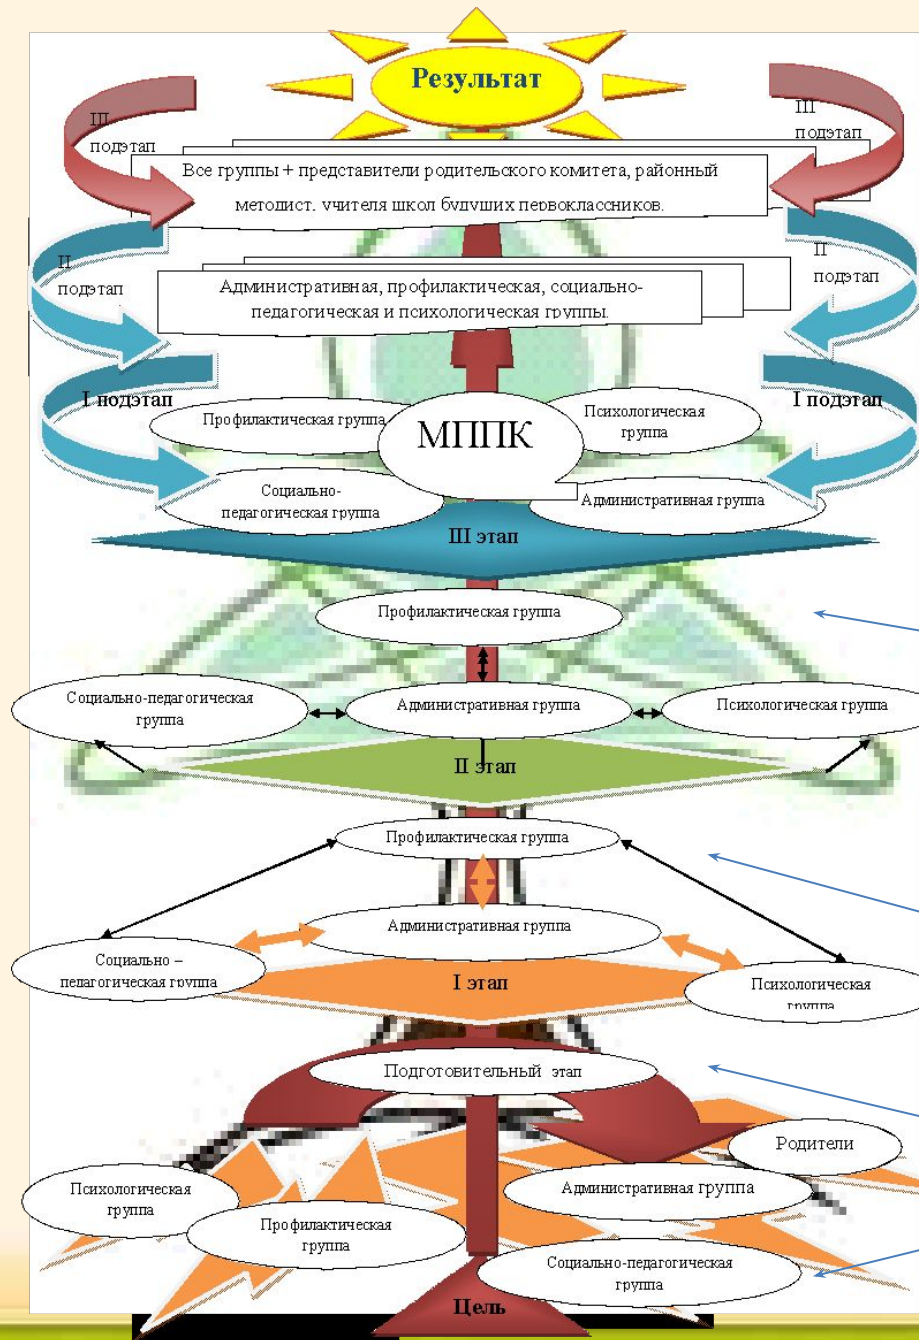 Результат
III
подэтап
III
подэтап
Все группы + представители родительского комитета, районный
методист, учителя школ будущих первоклассников.
II
подэтап
II
подэтап
Административная, профилактическая, социально-
педагогическая и психологическая группы.
I подэтап
I подэтап
Профилактическая группа
МППК
Психологическая
группа
Социально-
педагогическая группа
Административная группа
III этап
Профилактическая группа
Социально-педагогическая
группа
Административная группа
Психологическая группа
II этап
Профилактическая группа
Административная группа
Социально –
педагогическая группа
I этап
Психологическая
группа
Подготовительный этап
Родители
Психологическая
группа
Административная группа
Профилактическая
группа
Социально-педагогическая
группа
Цель